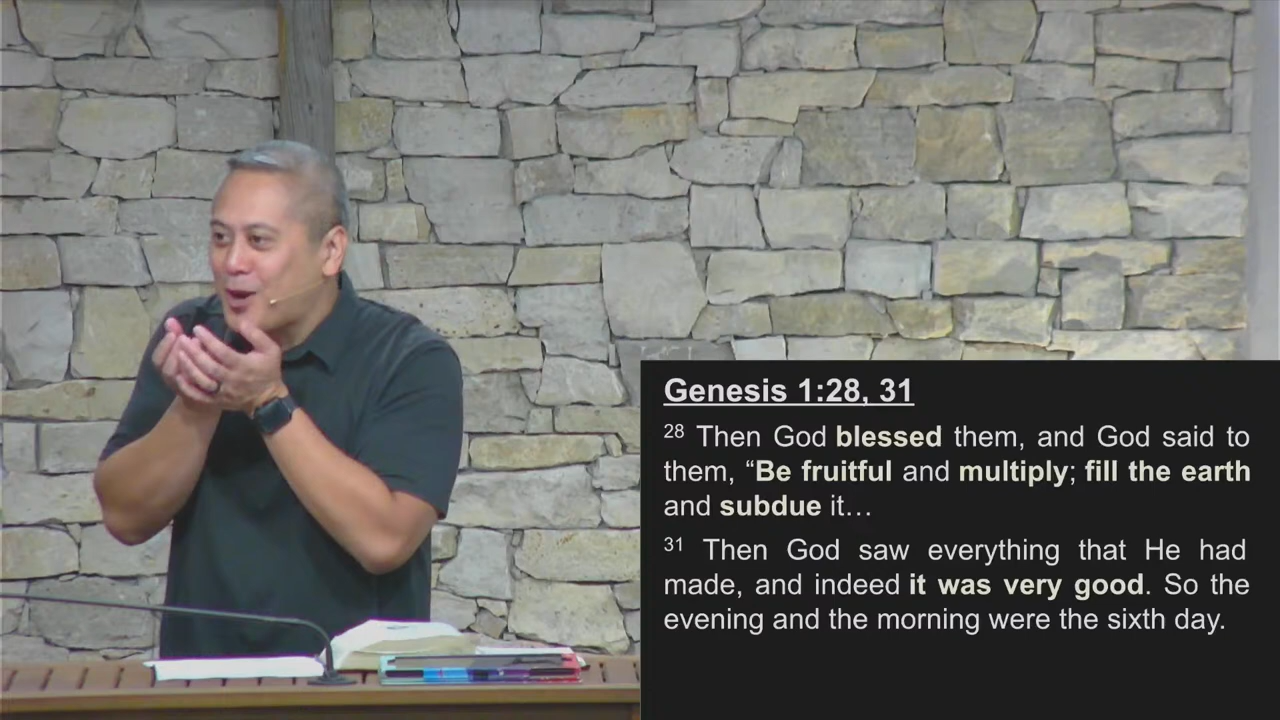 Genesis 1:28, 31
28 Then God blessed them, and God said to
them, “Be fruitful and multiply; fill the earth
and subdue it…
31 Then God saw everything that He had
made, and indeed it was very good. So the
evening and the morning were the sixth day.